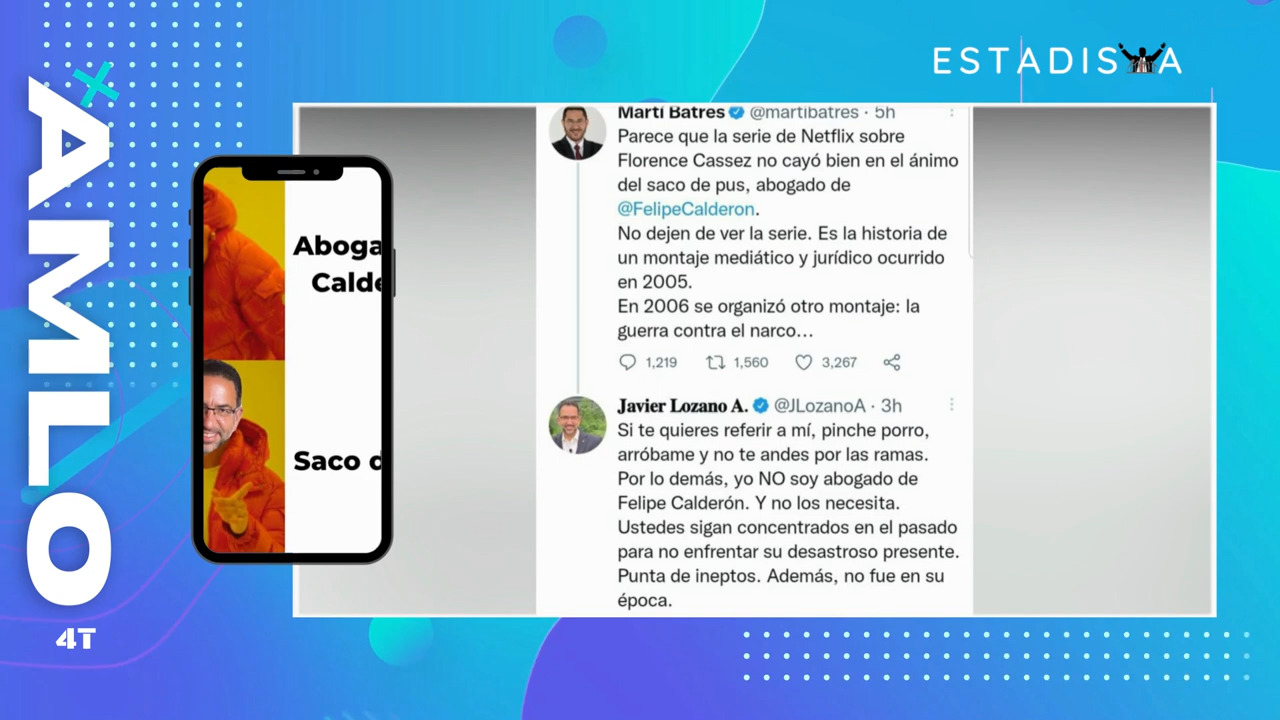 AMLO
4T
ESTADISTA
Aboga
Calde
Saco d
Martí Batres @martibatres · 5h
Parece que la serie de Netflix sobre
Florence Cassez no cayó bien en el ánimo
del saco de pus, abogado de
@FelipeCalderon.
No dejen de ver la serie. Es la historia de
un montaje mediático y jurídico ocurrido
en 2005.
En 2006 se organizó otro montaje: la
guerra contra el narco...
1,219 1,560 3,267
Javier Lozano A. @JLozanoA · 3h
Si te quieres referir a mí, pinche porro,
arróbame y no te andes por las ramas.
Por lo demás, yo NO soy abogado de
Felipe Calderón. Y no los necesita.
Ustedes sigan concentrados en el pasado
para no enfrentar su desastroso presente.
Punta de ineptos. Además, no fue en su
época.